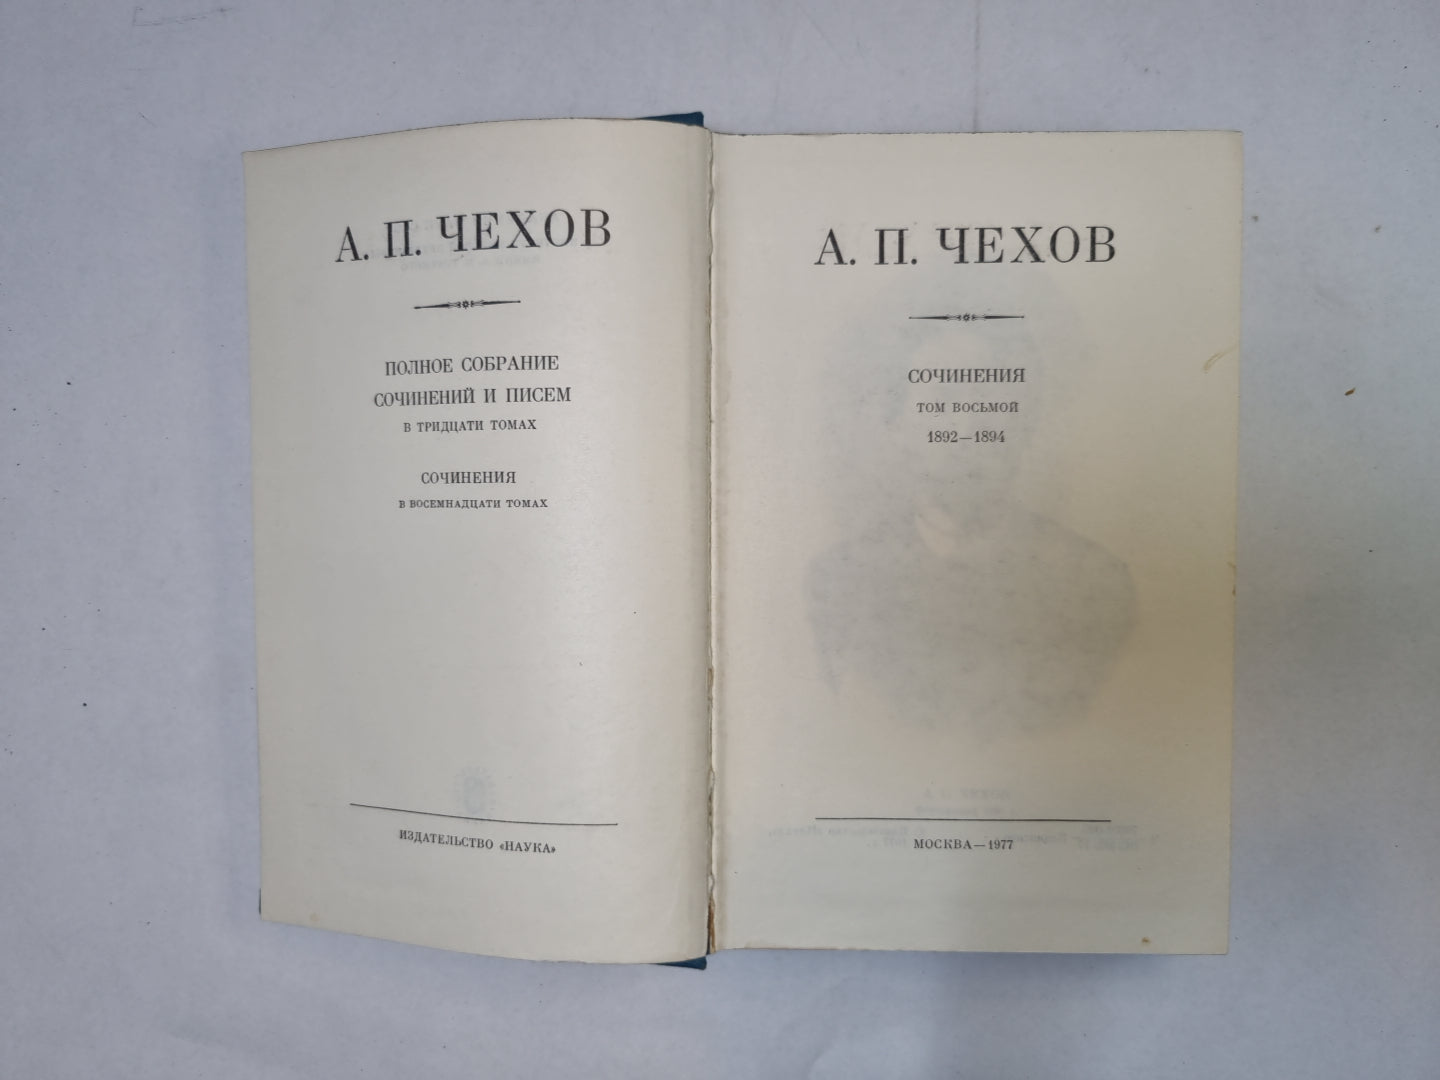 А. П. ЧЕХОВ
ПОЛНОЕ СОБРАНИЕ
СОЧИНЕНИЙ И ПИСЕМ
В ТРИДЦАТИ ТОМАХ
СОЧИНЕНИЯ
В ВОСЕМНАДЦАТИ ТОМАХ
ИЗДАТЕЛЬСТВО «НАУКА»
А. П. ЧЕХОВ
СОЧИНЕНИЯ
ТОМ ВОСЬМОЙ
1892—1894
МОСКВА—1977